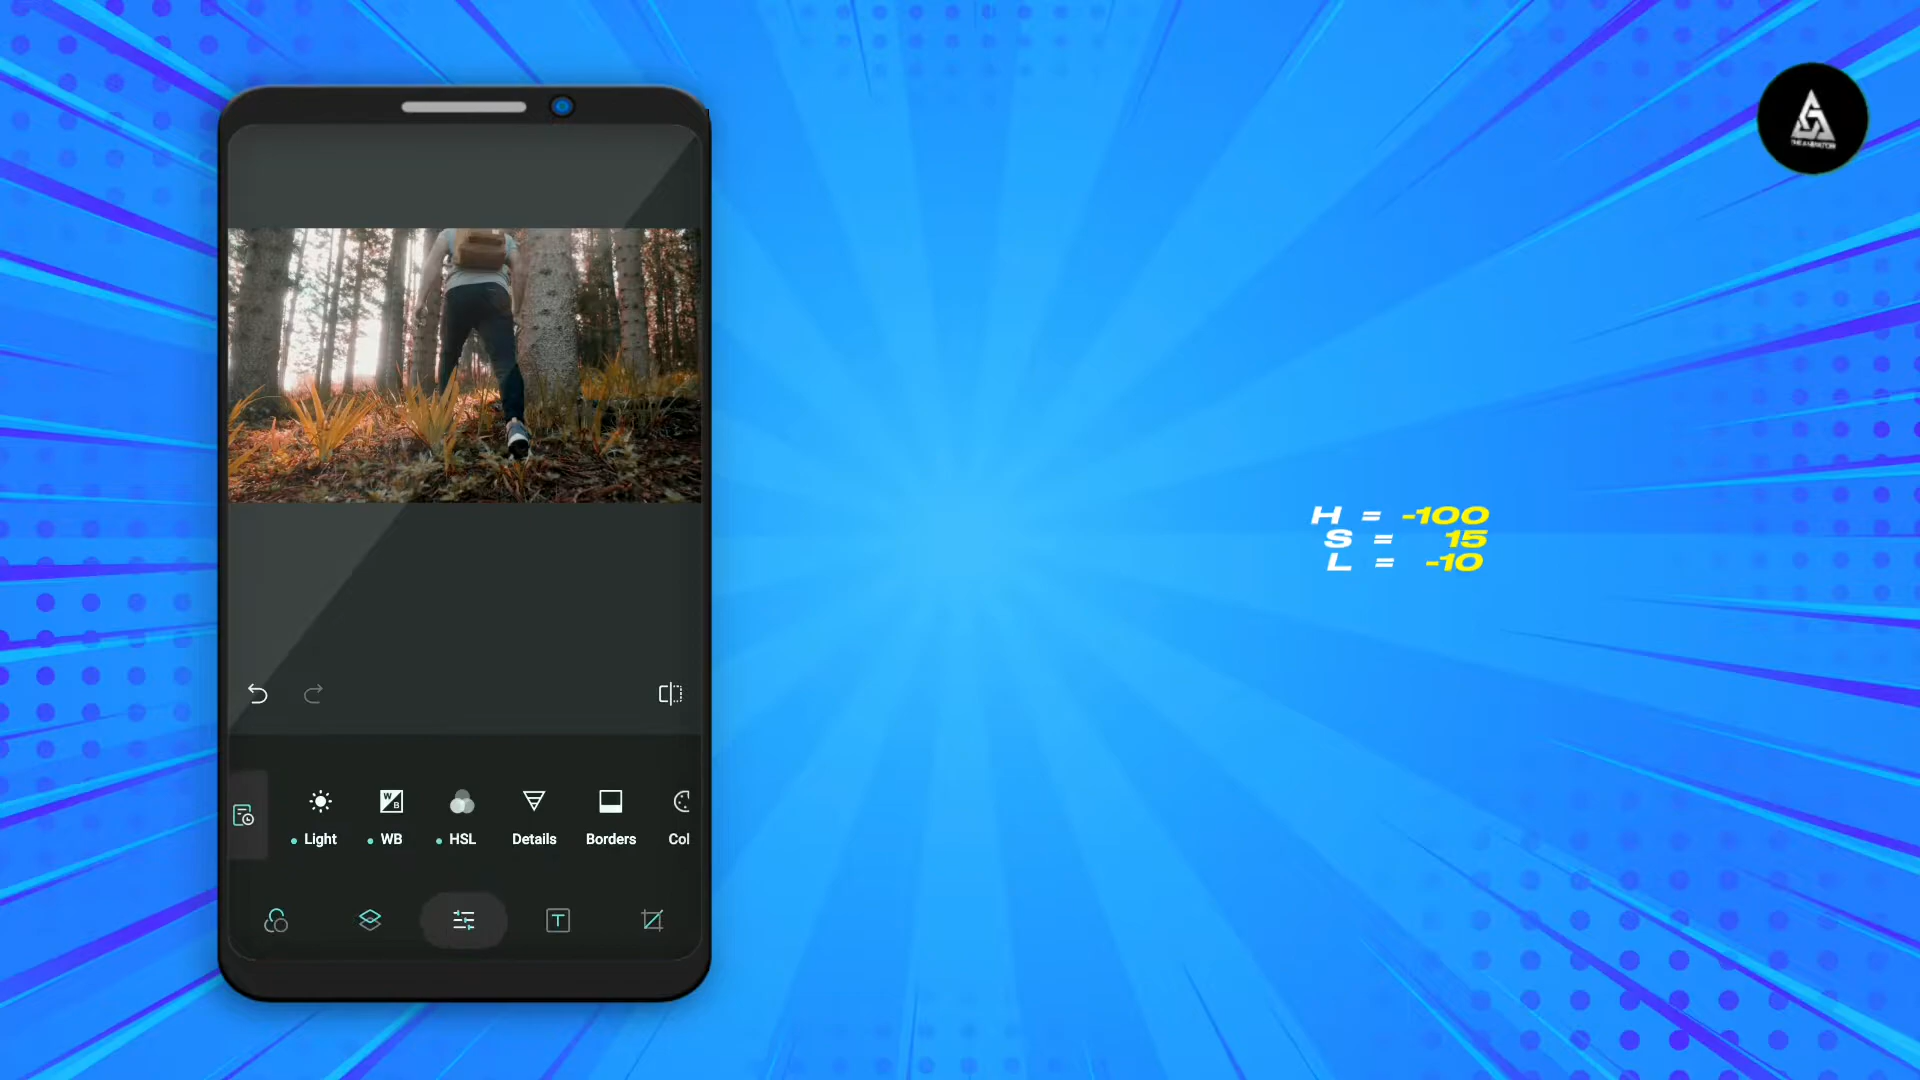 H = -100
S = 15
L = -10
W
B
Light
WB
HSL
Details
Borders
Col
T